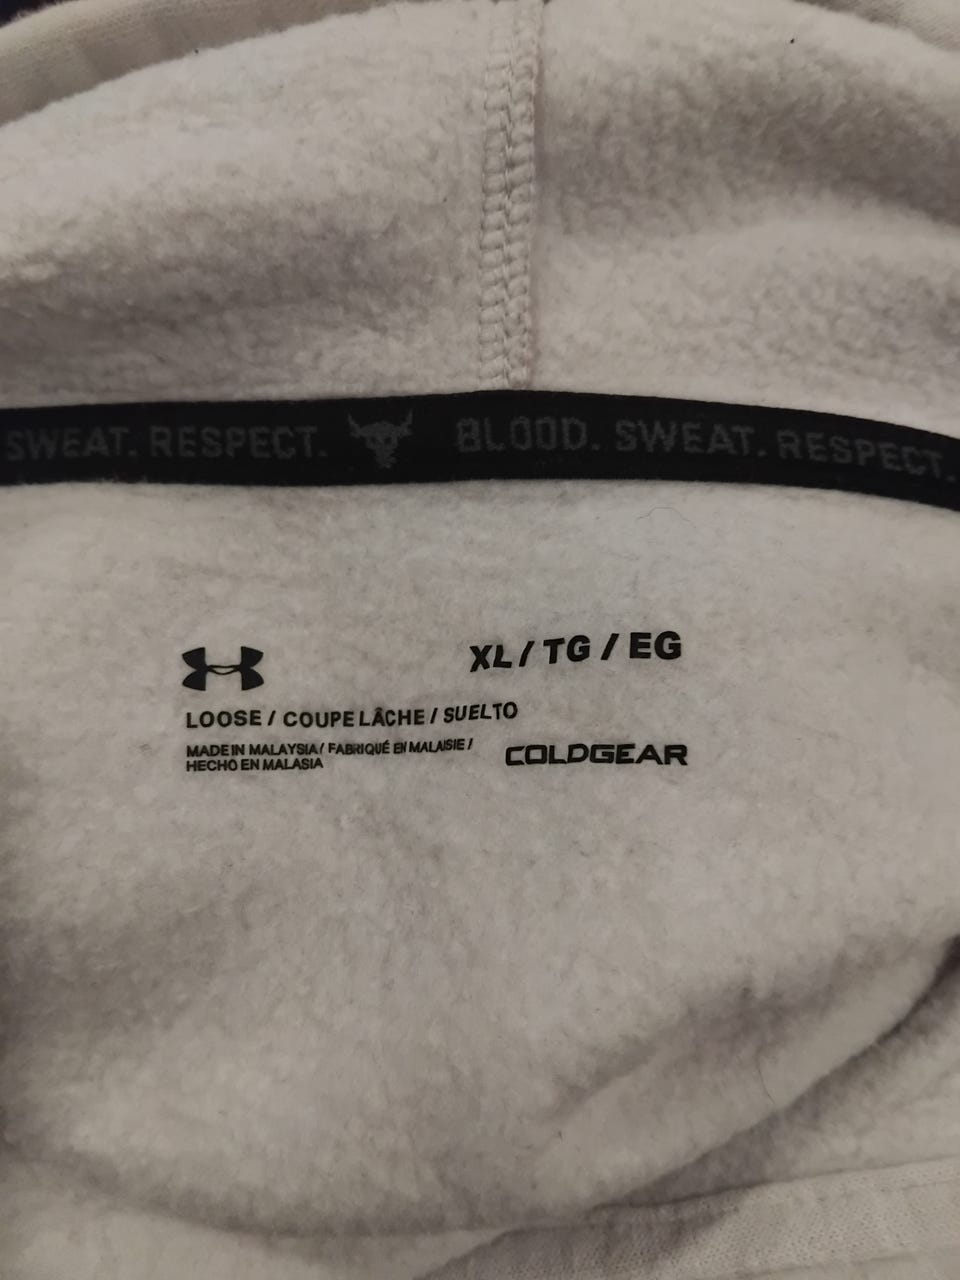 SWEAT. RESPECT. BLOOD. SWEAT. RESPECT.
XL / TG / EG
LOOSE / COUPE LÂCHE / SUELTO
MADE IN MALAYSIA / FABRIQUÉ EN MALAISIE /
HECHO EN MALASIA
COLDGEAR